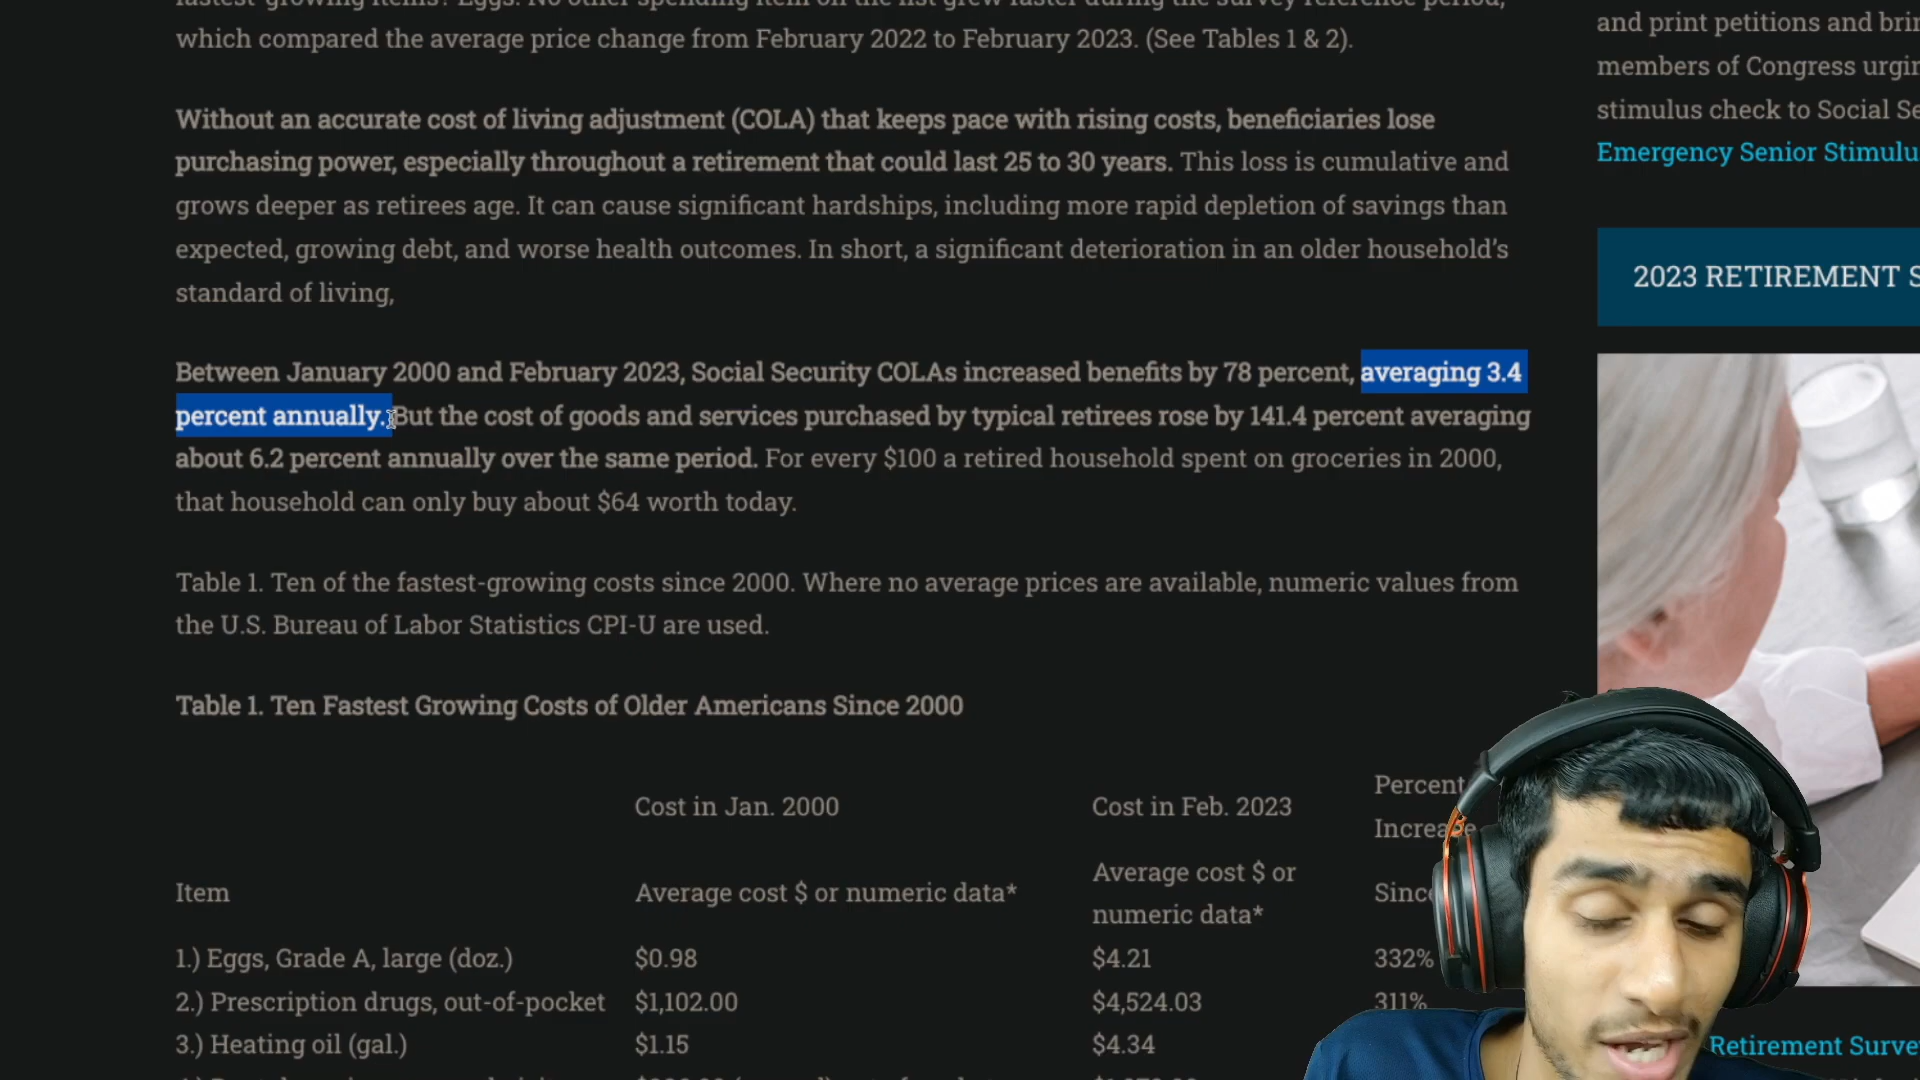 which compared the average price change from February 2022 to February 2023. (See Tables 1 & 2).
Without an accurate cost of living adjustment (COLA) that keeps pace with rising costs, beneficiaries lose
purchasing power, especially throughout a retirement that could last 25 to 30 years. This loss is cumulative and
grows deeper as retirees age. It can cause significant hardships, including more rapid depletion of savings than
expected, growing debt, and worse health outcomes. In short, a significant deterioration in an older household’s
standard of living,
Between January 2000 and February 2023, Social Security COLAs increased benefits by 78 percent, averaging 3.4
percent annually. But the cost of goods and services purchased by typical retirees rose by 141.4 percent averaging
about 6.2 percent annually over the same period. For every $100 a retired household spent on groceries in 2000,
that household can only buy about $64 worth today.
Table 1. Ten of the fastest-growing costs since 2000. Where no average prices are available, numeric values from
the U.S. Bureau of Labor Statistics CPI-U are used.
Table 1. Ten Fastest Growing Costs of Older Americans Since 2000
Cost in Jan. 2000 Cost in Feb. 2023 Percent
Increase
Item Average cost $ or numeric data* Average cost $ or
numeric data*
1.) Eggs, Grade A, large (doz.) $0.98 $4.21 332%
2.) Prescription drugs, out-of-pocket $1,102.00 $4,524.03 311%
3.) Heating oil (gal.) $1.15 $4.34
and print petitions and
members of Congress
stimulus check to Social
Emergency Senior
2023 RETIREMENT
Retirement